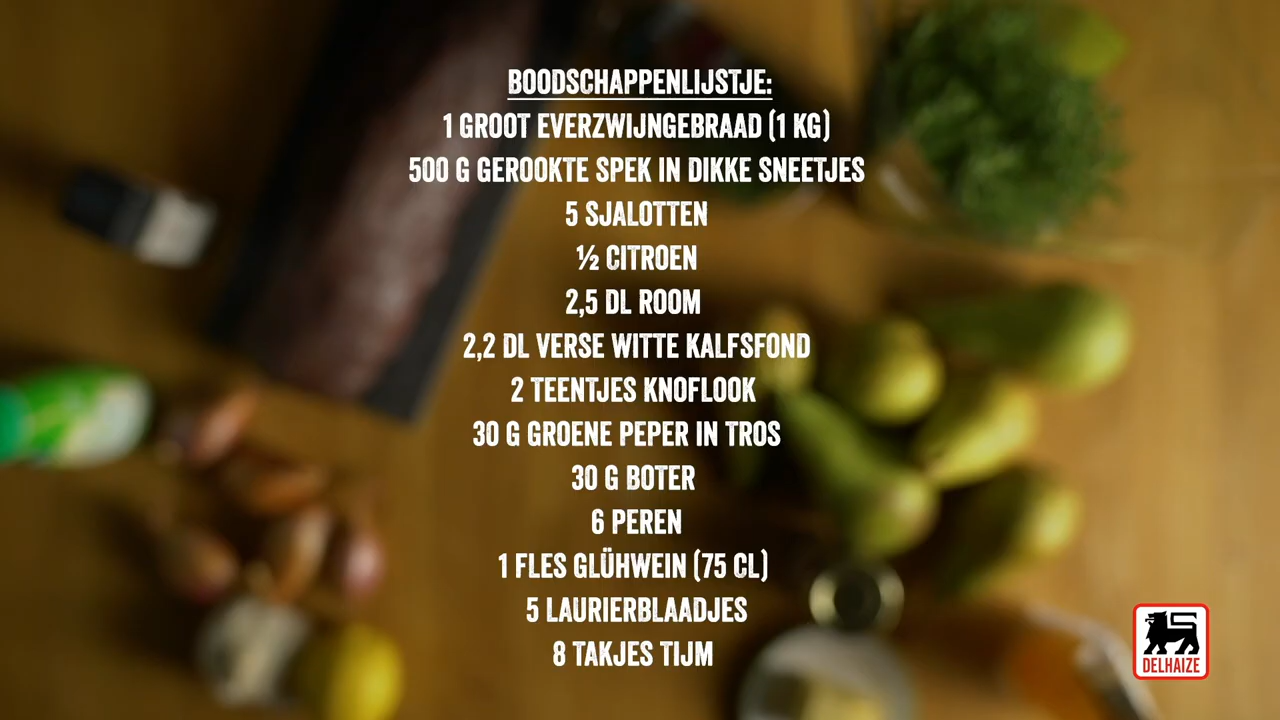 BOODSCHAPPENLIJSTJE:
1 GROOT EVERZWIJNGEBRAAD (1 KG)
500 G GEROOKTE SPEK IN DIKKE SNEETJES
5 SJALOTTEN
½ CITROEN
2,5 DL ROOM
2,2 DL VERSE WITTE KALFSFOND
2 TEENTJES KNOFLOOK
30 G GROENE PEPER IN TROS
30 G BOTER
6 PEREN
1 FLES GLÜHWEIN (75 CL)
5 LAURIERBLAADJES
8 TAKJES TIJM
DELHAIZE